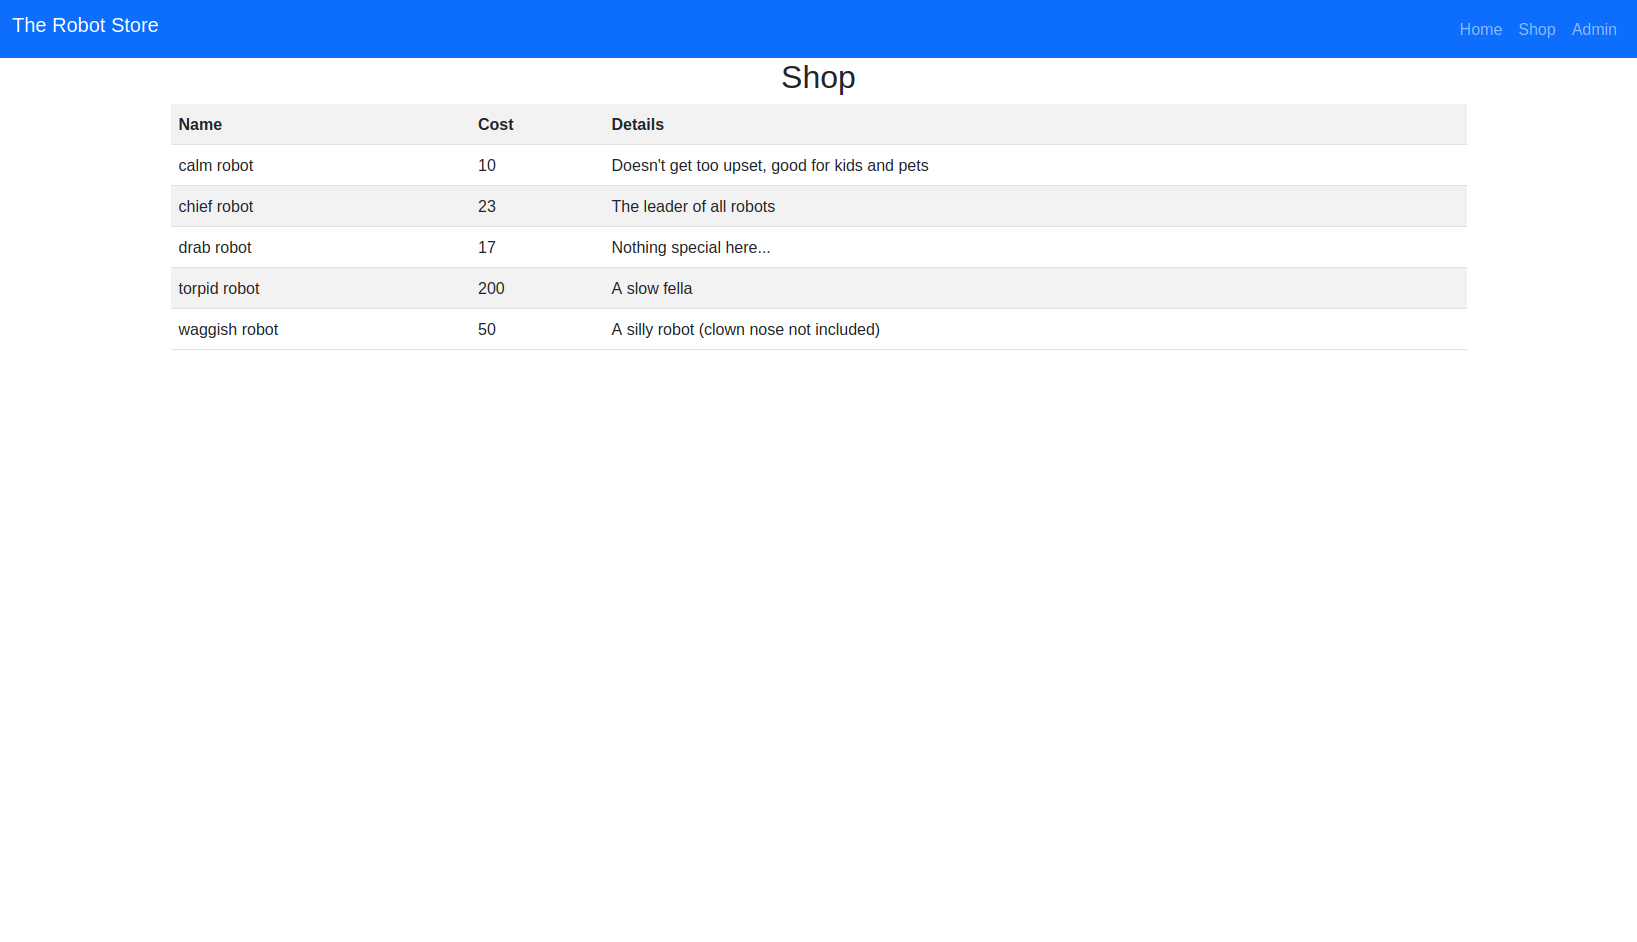 The Robot Store
Home Shop Admin
Shop
Name Cost Details
calm robot 10 Doesn't get too upset, good for kids and pets
chief robot 23 The leader of all robots
drab robot 17 Nothing special here...
torpid robot 200 A slow fella
waggish robot 50 A silly robot (clown nose not included)